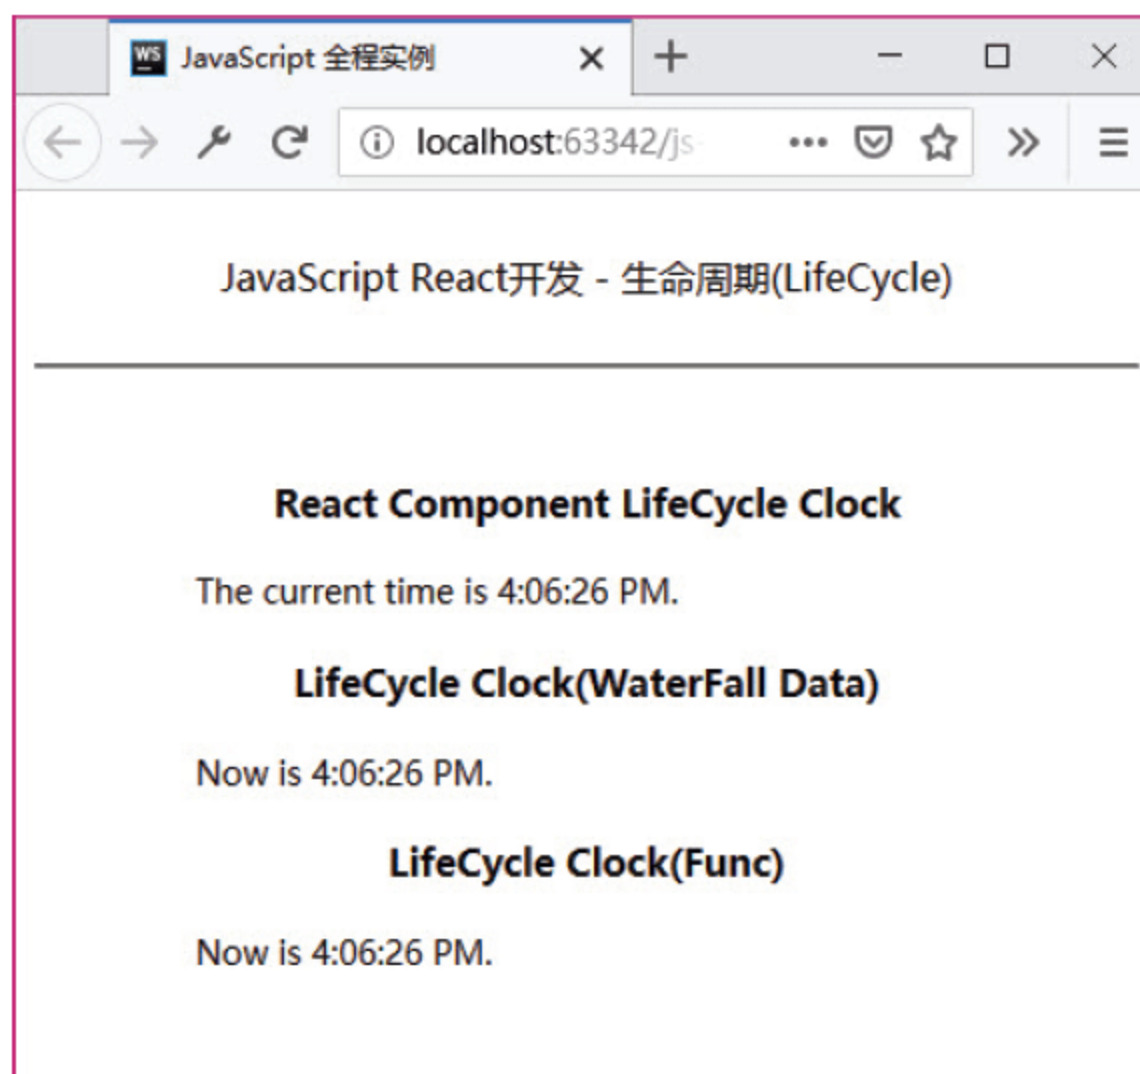 WS JavaScript 全程实例
localhost:63342/js-
JavaScript React开发 - 生命周期(LifeCycle)
React Component LifeCycle Clock
The current time is 4:06:26 PM.
LifeCycle Clock(WaterFall Data)
Now is 4:06:26 PM.
LifeCycle Clock(Func)
Now is 4:06:26 PM.